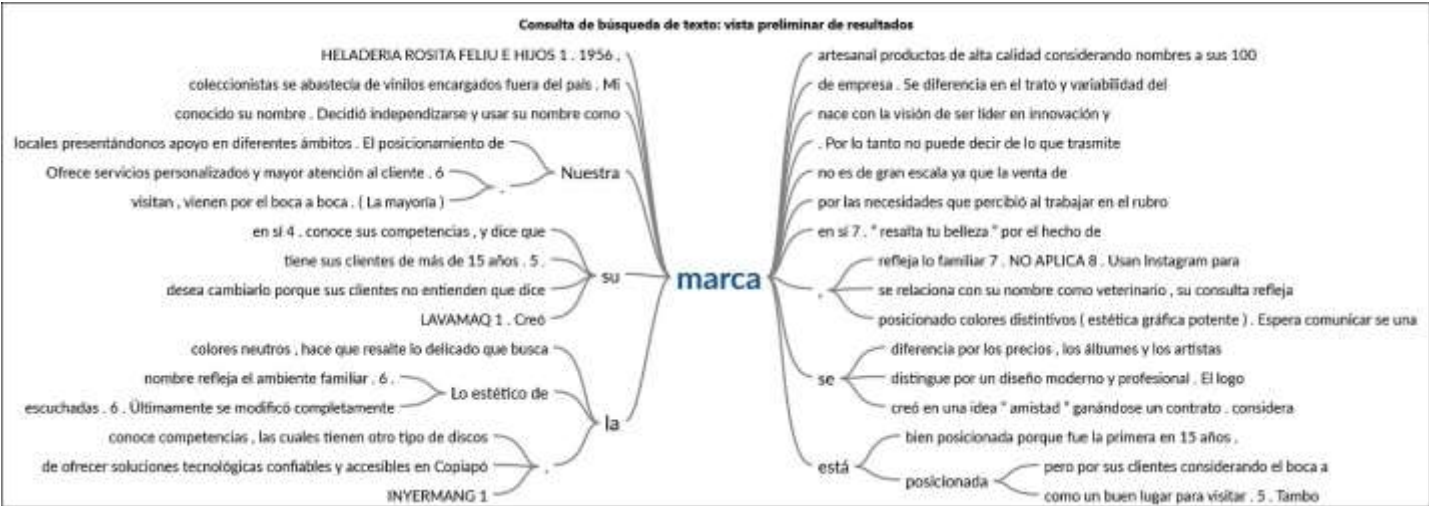 Consulta de búsqueda de texto: vista preliminar de resultados
HELADERIA ROSITA FELIU E HIJOS 1 . 1956 ,
coleccionistas se abastecía de vinilos encargados fuera del país . Mi
conocido su nombre . Decidió independizarse y usar su nombre como
locales presentándonos apoyo en diferentes ámbitos . El posicionamiento de
Ofrece servicios personalizados y mayor atención al cliente . 6
visitan , vienen por el boca a boca . ( La mayoría )
.
Nuestra
en sí 4 . conoce sus competencias , y dice que
tiene sus clientes de más de 15 años . 5 .
desea cambiarlo porque sus clientes no entienden que dice
LAVAMAQ 1 . Creó
su
colores neutros , hace que resalte lo delicado que busca
nombre refleja el ambiente familiar . 6 .
escuchadas . 6 . Últimamente se modificó completamente
Lo estético de
conoce competencias , las cuales tienen otro tipo de discos
de ofrecer soluciones tecnológicas confiables y accesibles en Copiapó
INYERMANG 1
,
la
marca
artesanal productos de alta calidad considerando nombres a sus 100
de empresa . Se diferencia en el trato y variabilidad del
nace con la visión de ser líder en innovación y
. Por lo tanto no puede decir de lo que trasmite
no es de gran escala ya que la venta de
por las necesidades que percibió al trabajar en el rubro
en sí 7 . " resalta tu belleza " por el hecho de
,
refleja lo familiar 7 . NO APLICA 8 . Usan Instagram para
se relaciona con su nombre como veterinario , su consulta refleja
posicionado colores distintivos ( estética gráfica potente ) . Espera comunicar se una
se
diferencia por los precios , los álbumes y los artistas
distingue por un diseño moderno y profesional . El logo
creó en una idea " amistad " ganándose un contrato . considera
está
bien posicionada porque fue la primera en 15 años ,
posicionada
pero por sus clientes considerando el boca a
como un buen lugar para visitar . 5 . Tambo